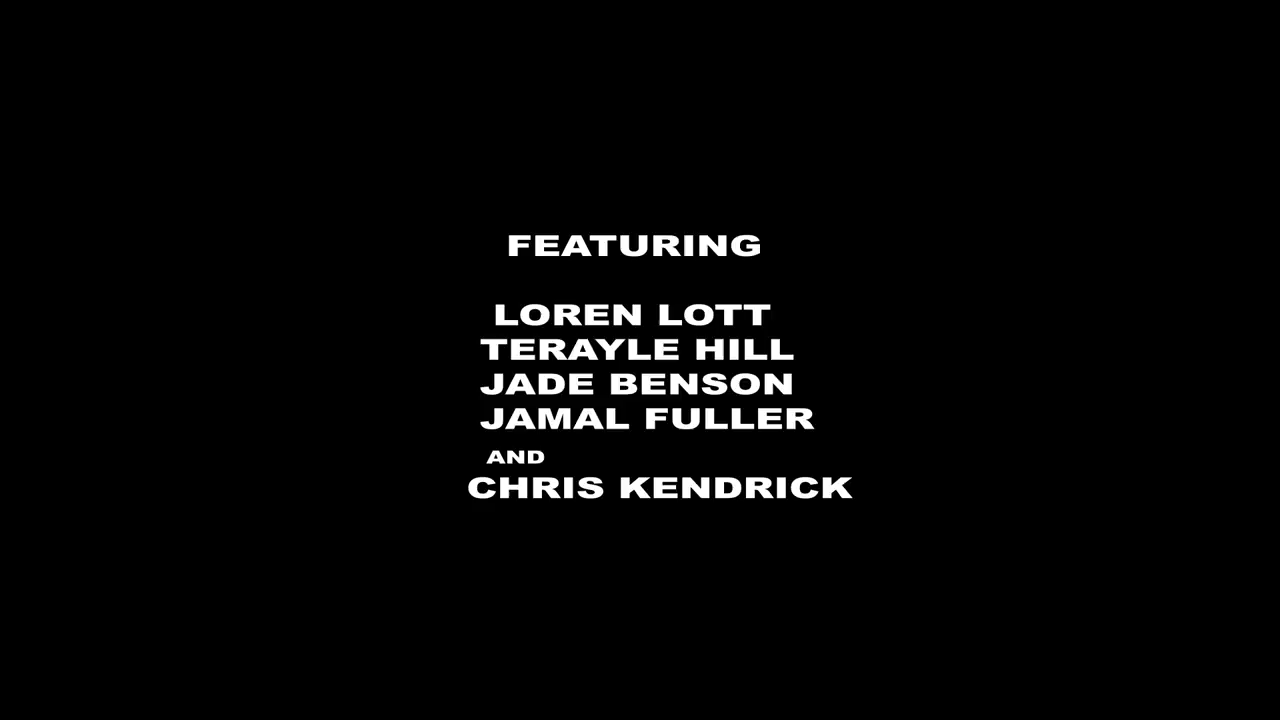 FEATURING
LOREN LOTT
TERAYLE HILL
JADE BENSON
JAMAL FULLER
AND
CHRIS KENDRICK